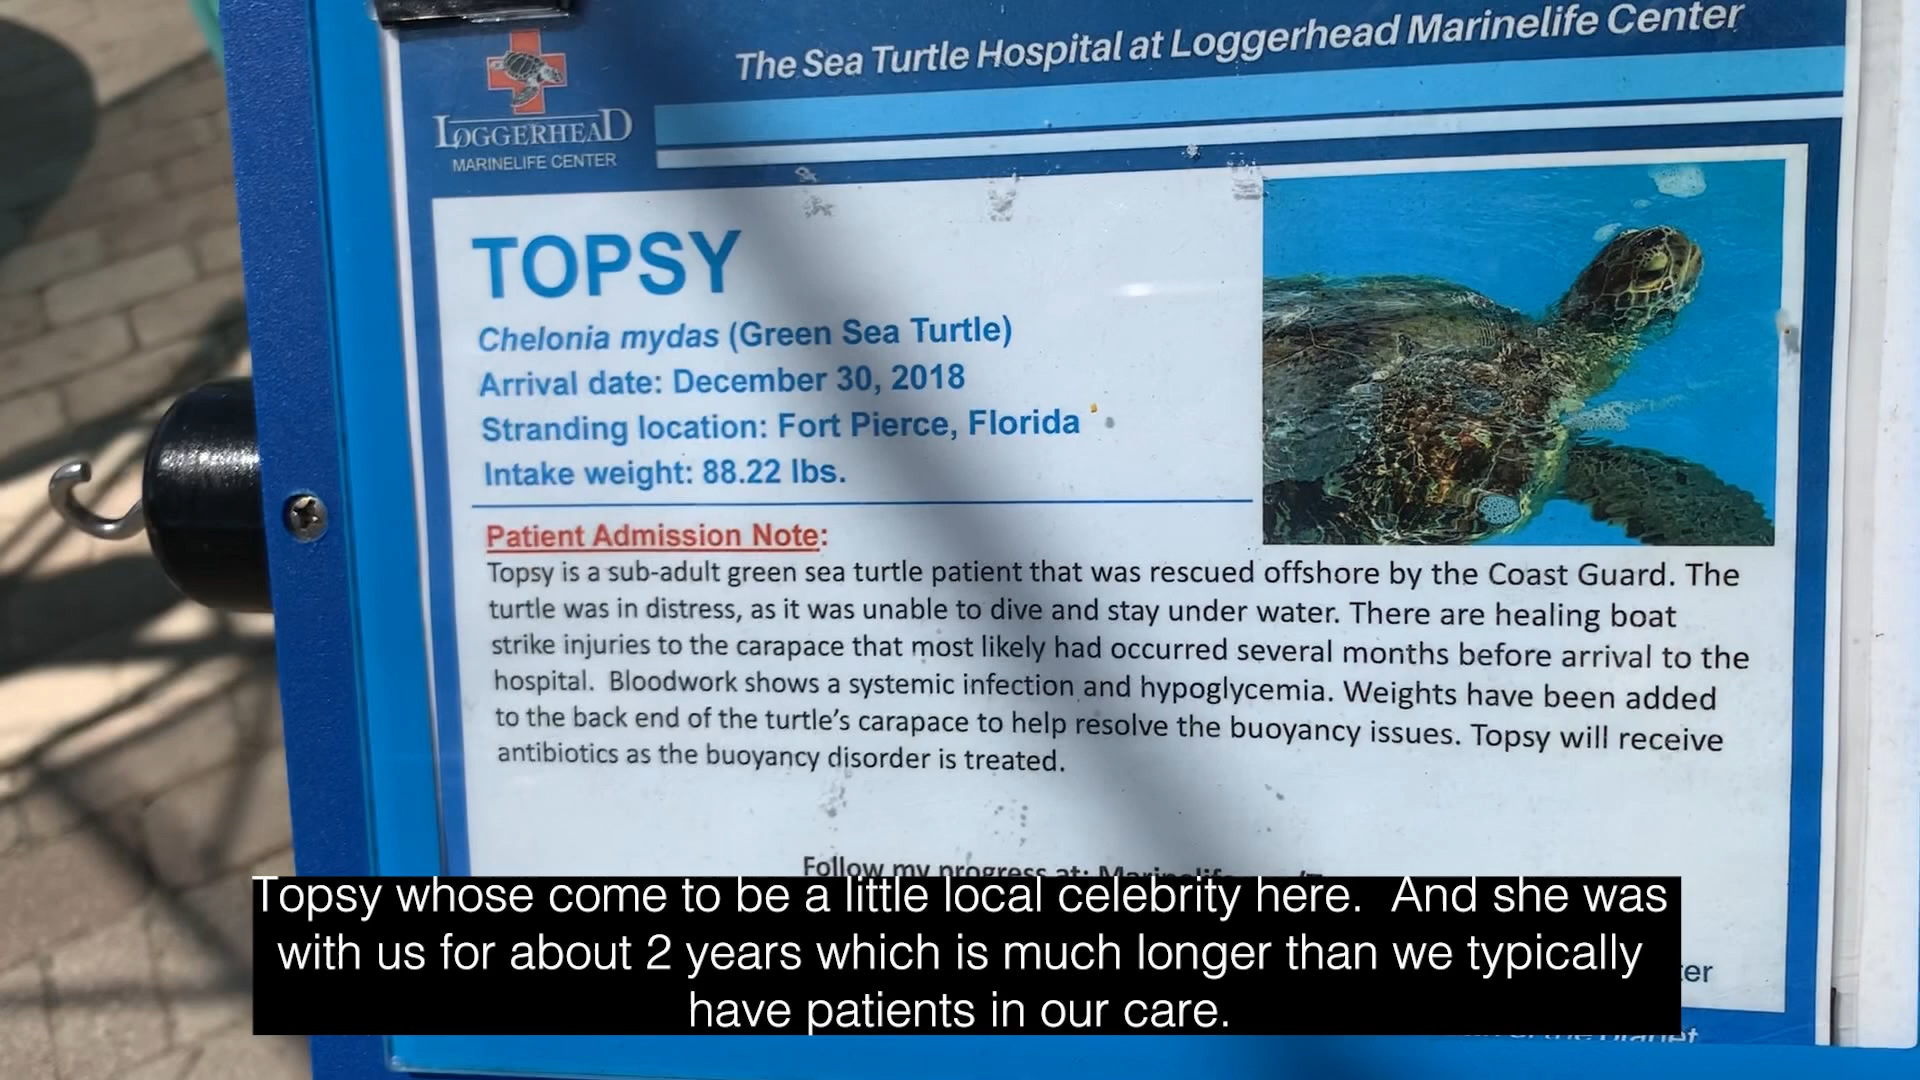 The Sea Turtle Hospital at Loggerhead Marinelife Center
LOGGERHEAD
MARINELIFE CENTER
TOPSY
Chelonia mydas (Green Sea Turtle)
Arrival date: December 30, 2018
Stranding location: Fort Pierce, Florida
Intake weight: 88.22 lbs.
Patient Admission Note:
Topsy is a sub-adult green sea turtle patient that was rescued offshore by the Coast Guard. The
turtle was in distress, as it was unable to dive and stay under water. There are healing boat
strike injuries to the carapace that most likely had occurred several months before arrival to the
hospital. Bloodwork shows a systemic infection and hypoglycemia. Weights have been added
to the back end of the turtle's carapace to help resolve the buoyancy issues. Topsy will receive
antibiotics as the buoyancy disorder is treated.
Follow my progress at:
Topsy whose come to be a little local celebrity here. And she was
with us for about 2 years which is much longer than we typically
have patients in our care.